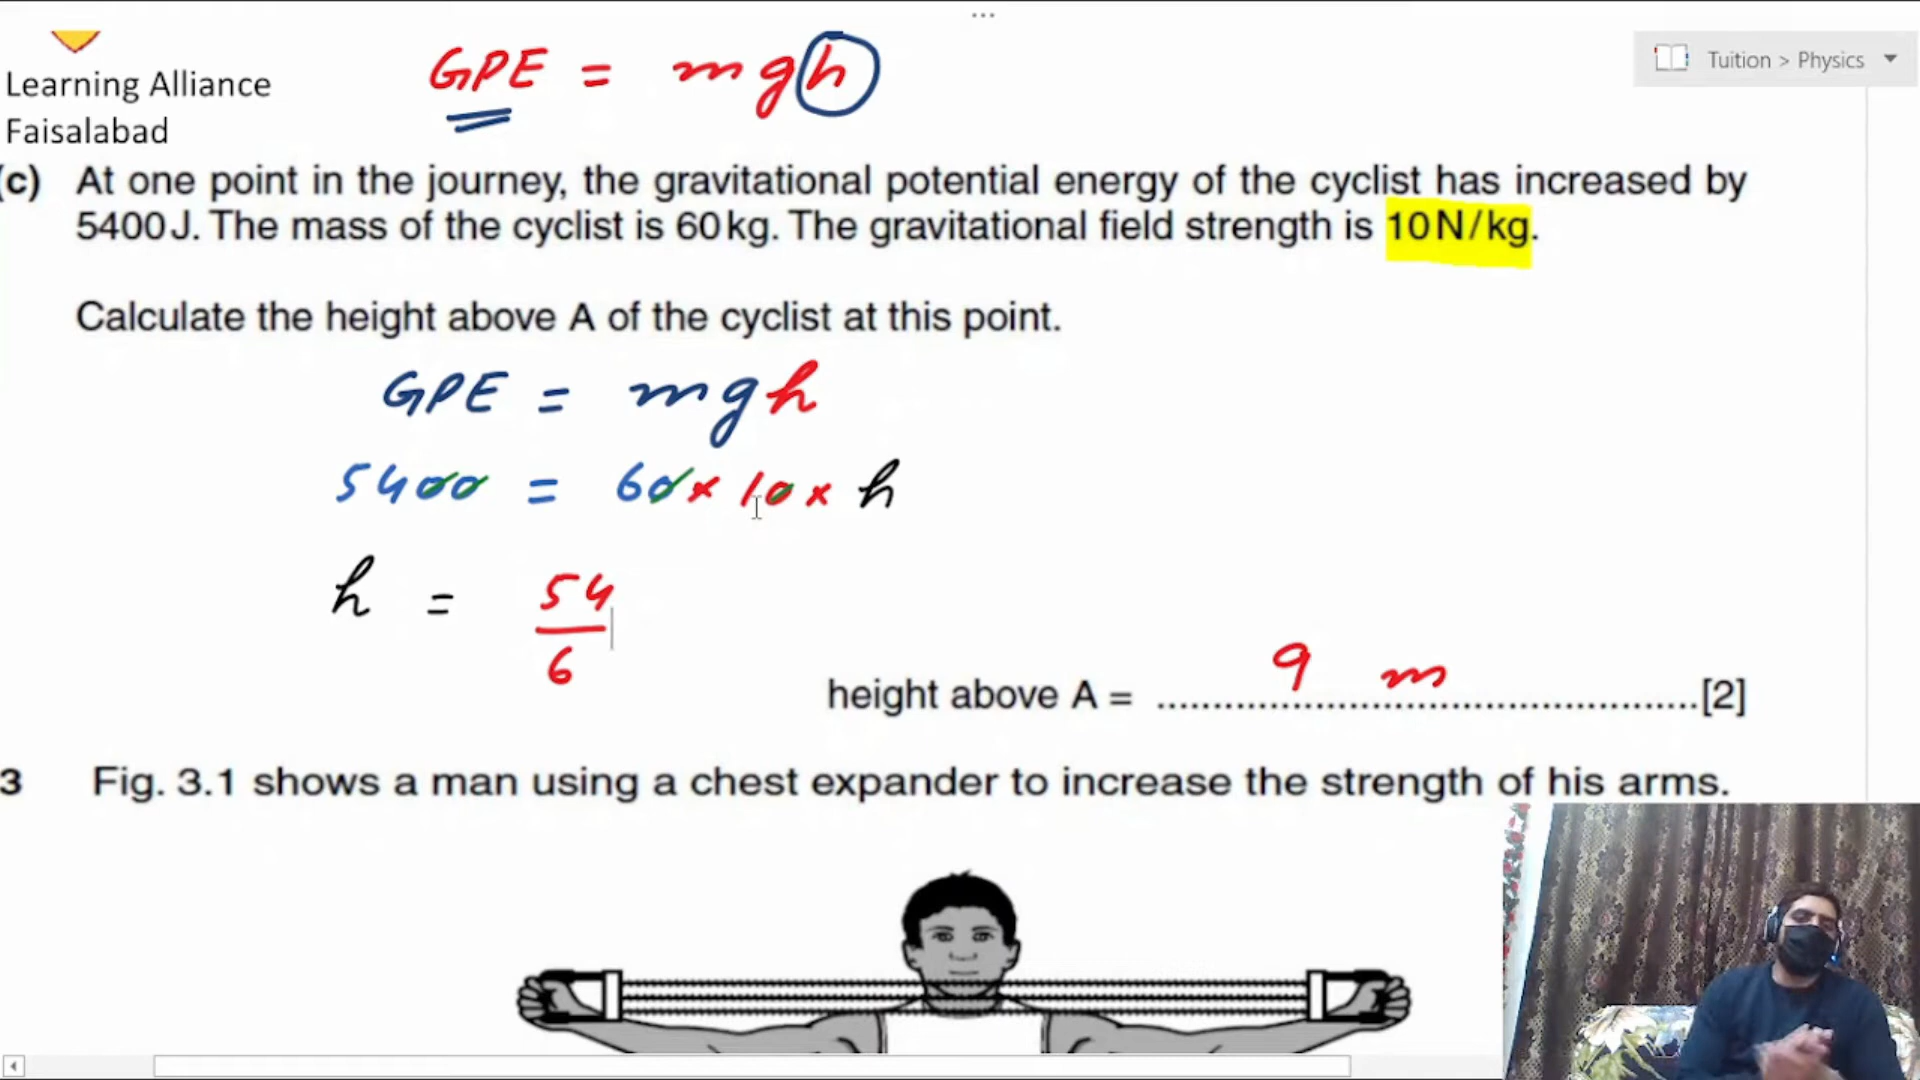 ...
GPE = mgh
Tuition > Physics
Learning Alliance
Faisalabad
(c) At one point in the journey, the gravitational potential energy of the cyclist has increased by
5400 J. The mass of the cyclist is 60 kg. The gravitational field strength is 10 N/kg.
Calculate the height above A of the cyclist at this point.
GPE = mgh
5400 = 60 × 10 × h
h = 54/6
9 m
height above A = ................................................[2]
3 Fig. 3.1 shows a man using a chest expander to increase the strength of his arms.